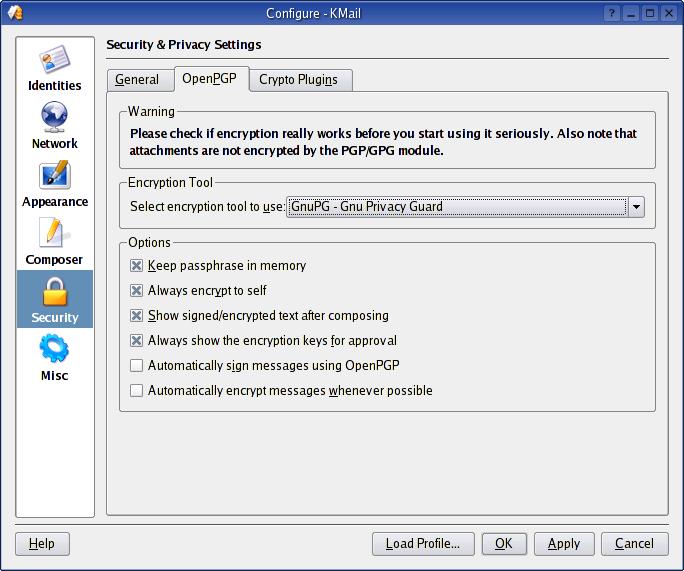 Configure - KMail
?
Identities
Network
Appearance
Composer
Security
Misc
Security & Privacy Settings
General
OpenPGP
Crypto Plugins
Warning
Please check if encryption really works before you start using it seriously. Also note that
attachments are not encrypted by the PGP/GPG module.
Encryption Tool
Select encryption tool to use: GnuPG - Gnu Privacy Guard
Options
Keep passphrase in memory
Always encrypt to self
Show signed/encrypted text after composing
Always show the encryption keys for approval
Automatically sign messages using OpenPGP
Automatically encrypt messages whenever possible
Help
Load Profile...
OK
Apply
Cancel